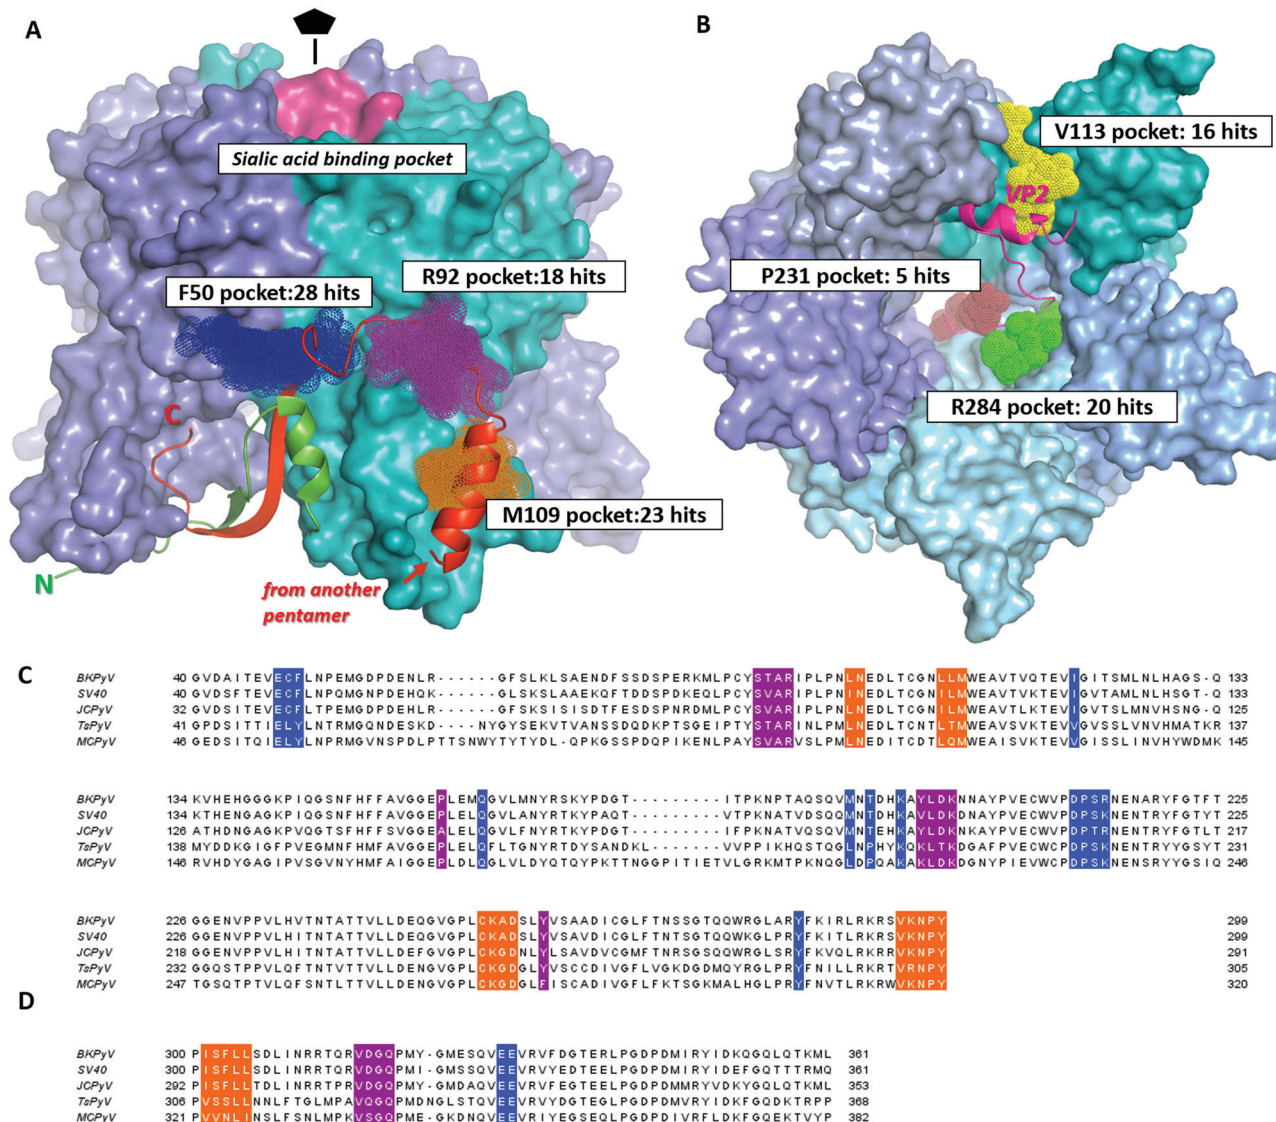 A
B
Sialic acid binding pocket
V113 pocket: 16 hits
VP2
R92 pocket:18 hits
F50 pocket:28 hits
P231 pocket: 5 hits
R284 pocket: 20 hits
C
M109 pocket:23 hits
N
from another
pentamer
C
BKPyV 40 GVDAITEVECFLNPEMGDPDENLR------GFSLKLSAENDFSSDSPERKMLPCYSTARIPLPNLNEDLTCGNLLMWEAVTVQTEVIGITSMLNLHAGS-Q 133
SV40 40 GVDSFTEVECFLNPQMGNPDEHQK------GLSKSLAAEKQFTDDSPDKEQLPCYSVARIPLPNINEDLTCGNILMWEAVTVKTEVIGVTAMLNLHSGT-Q 133
JCPyV 32 GVDSITEVECFLTPEMGDPDEHLR------GFSKSISISDTFESDSPNRDMLPCYSVARIPLPNLNEDLTCGNILMWEAVTLKTEVIGVTSLMNVHSNG-Q 125
TsPyV 41 GPDSITTIELYLNTRMGQNDESKD----NYGYSEKVTVANSSDQDKPTSGEIPTYSTARINLPMLNEDLTCNTLTMWEAVSVKTEVVGVSSLVNVHMATKR 137
MCPyV 46 GEDSITQIELYLNPRMGVNSPDLPTTSNWYTYTYDL-QPKGSSPDQPIKENLPAYSVARVSLPMLNEDITCDTLQMWEAISVKTEVVGISSLINVHYWDMK 145
BKPyV 134 KVHEHGGGKPIQGSNFHFFAVGGEPLEMQGVLMNYRSKYPDGT---------ITPKNPTAQSQVMNTDHKAYLDKNNAYPVECWVPDPSRNENARYFGTFT 225
SV40 134 KTHENGAGKPIQGSNFHFFAVGGEPLELQGVLANYRTKYPAQT---------VTPKNATVDSQQMNTDHKAVLDKDNAYPVECWVPDPSKNENTRYFGTYT 225
JCPyV 126 ATHDNGAGKPVQGTSFHFFSVGGEALELQGVLFNYRTKYPDGT---------IFPKNATVQSQVMNTEHKAYLDKNKAYPVECWVPDPTRNENTRYFGTLT 217
TsPyV 138 MYDDKGIGFPVEGMNFHMFAVGGEPLELQFLTGNYRTDYSANDKL-------VVPPIKHQSTQGLNPHYKQKLTKDGAFPVECWCPDPSKNENTRYYGSYT 231
MCPyV 146 RVHDYGAGIPVSGVNYHMFAIGGEPLDLQGLVLDYQTQYPKTTNGGPITIETVLGRKMTPKNQGLDPQAKAKLDKDGNYPIEVWCPDPSKNENSRYYGSIQ 246
BKPyV 226 GGENVPPVLHVTNTATTVLLDEQGVGPLCKADSLYVSAADICGLFTNSSGTQQWRGLARYFKIRLRKRSVKNPY 299
SV40 226 GGENVPPVLHITNTATTVLLDEQGVGPLCKADSLYVSAVDICGLFTNTSGTQQWKGLPRYFKITLRKRSVKNPY 299
JCPyV 218 GGENVPPVLHITNTATTVLLDEFGVGPLCKGDNLYLSAVDVCGMFTNRSGSQQWRGLSRYFKVQLRKRRVKNPY 291
TsPyV 232 GGQSTPPVLQFTNTVTTVLLDENGVGPLCKGDGLYVSCCDIVGFLVGKDGDMQYRGLPRYFNILLRKRTVRNPY 305
MCPyV 247 TGSQTPTVLQFSNTLTTVLLDENGVGPLCKGDGLFISCADIVGFLFKTSGKMALHGLPRYFNVTLRKRWVKNPY 320
D
BKPyV 300 PISFLLSDLINRRTQRVDGQPMYGMESQVEEVRVFDGTERLPGDPDMIRYIDKQGQLQTKML 361
SV40 300 PISFLLSDLINRRTQRVDGQPMI-GMSSQVEEVRVYEDTEELPGDPDMIRYIDEFGQTTTRMQ 361
JCPyV 292 PISFLLTDLINRRTPRVDGQPMY-GMDAQVEEVRVFEGTEELPGDPDMMRYVDKYGQLQTKML 353
TsPyV 306 PVSSLLNNLFTGLMPAVQGQPMDNGLDSTQVEEVRVYDGTEGLPGDPDMVRYIDKFGQDKTRPP 368
MCPyV 321 PVVNLINSLFSNLMPKVSGQPME-GKDNQVEEVRIYEGSEQLPGDPDIVRFLDKFGQEKTVYP 382